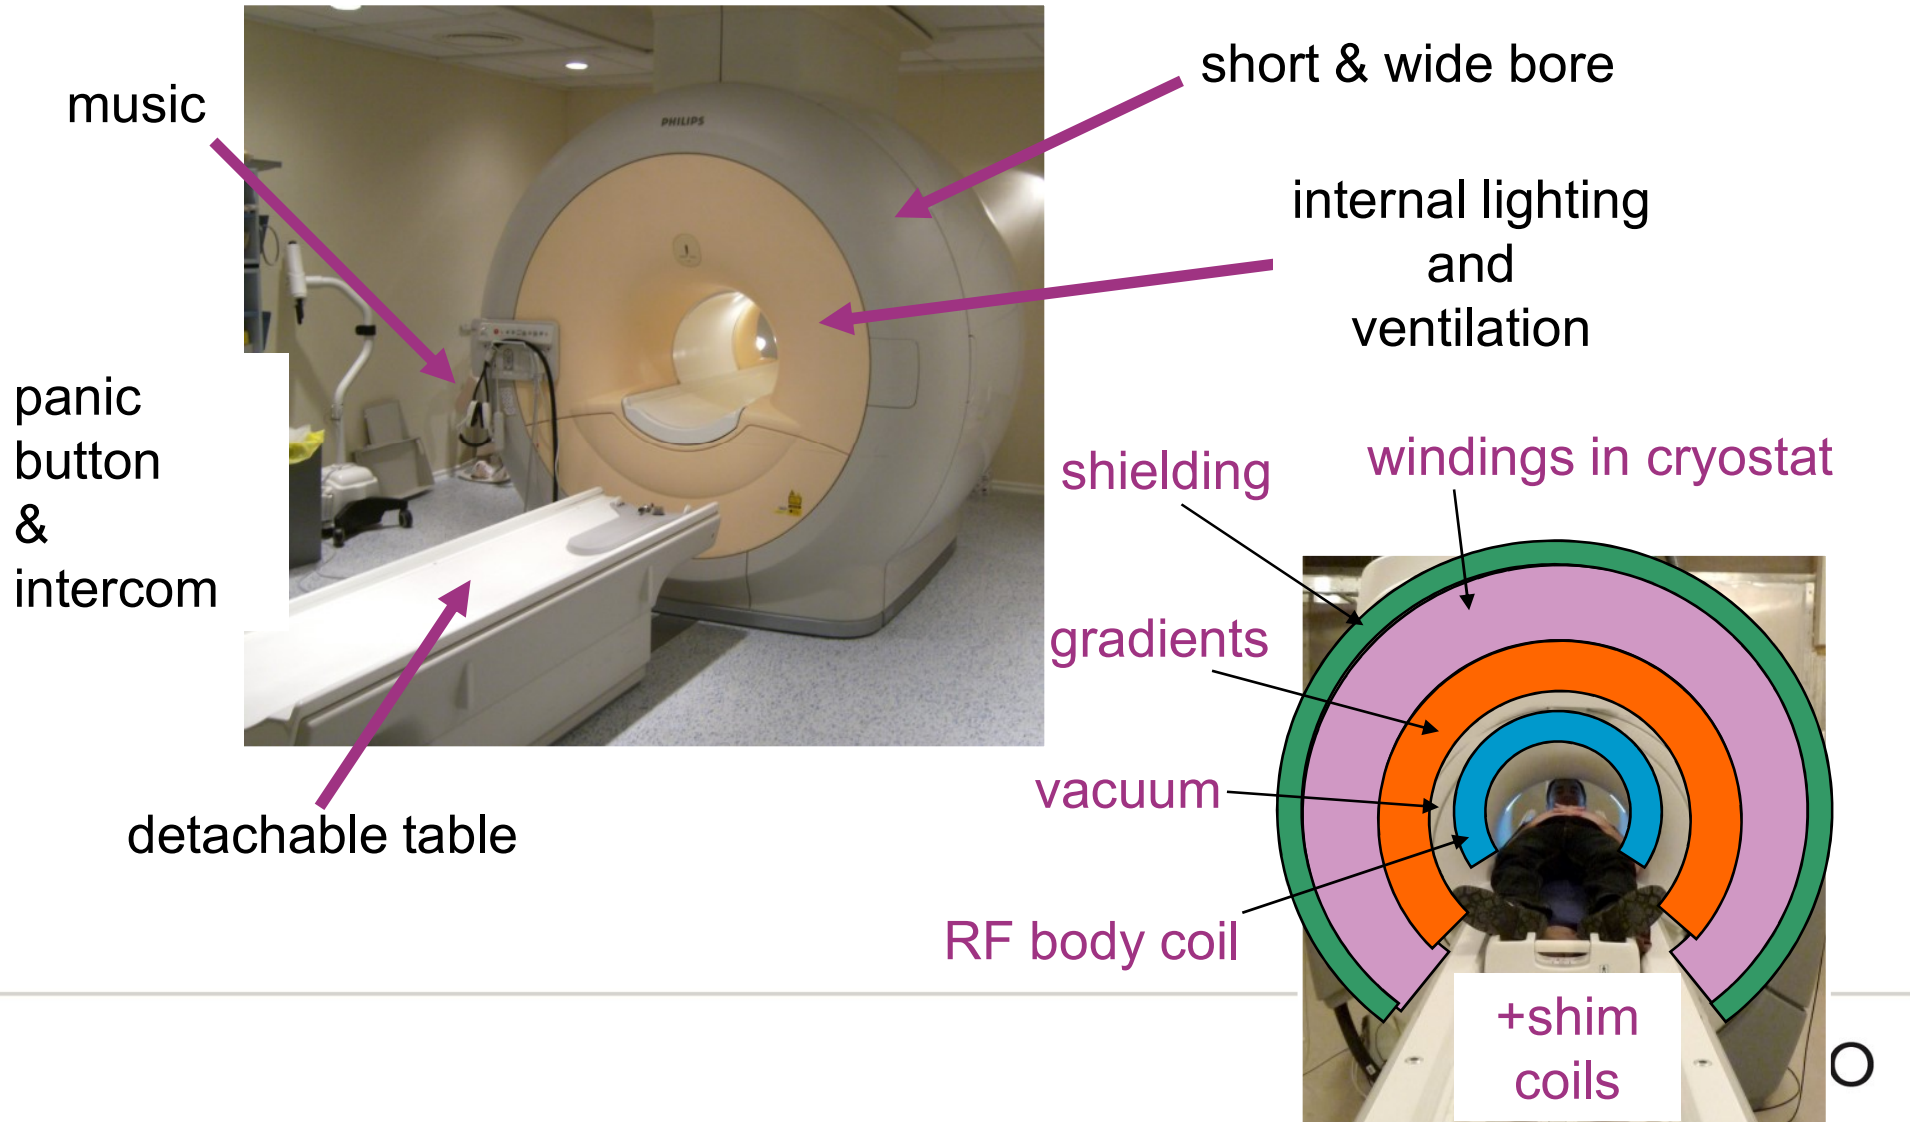 music
PHILIPS
short & wide bore
internal lighting
and
ventilation
panic
button
&
intercom
detachable table
shielding
windings in cryostat
gradients
vacuum
RF body coil
+shim
coils
O